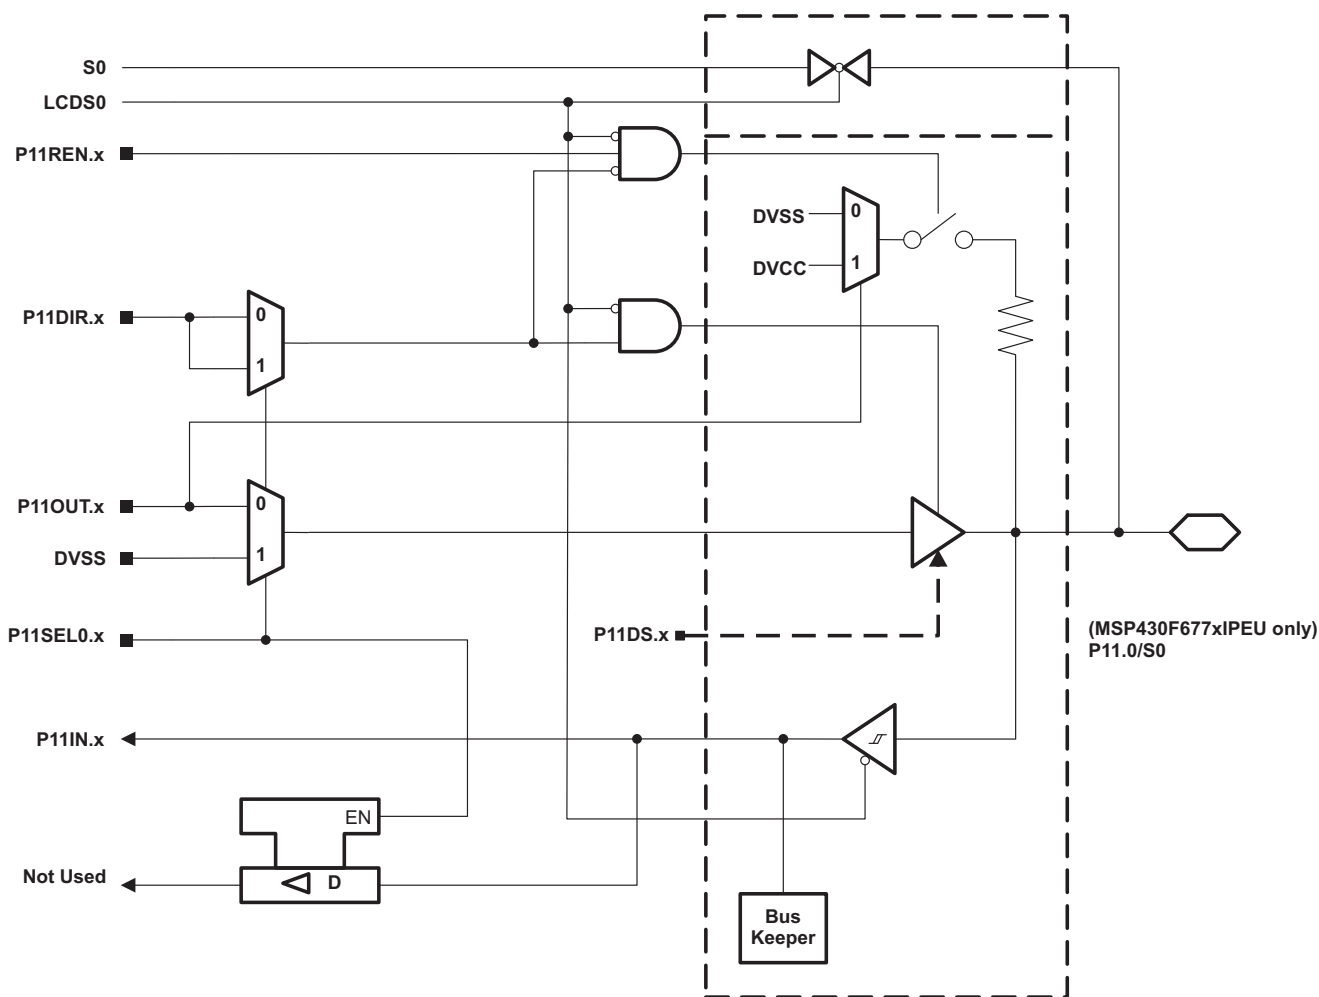 S0
LCDS0
P11REN.x
DVSS
0
DVCC
1
P11DIR.x
0
1
P11OUT.x
0
DVSS
1
P11SEL0.x
P11DS.x
(MSP430F677xIPEU only)
P11.0/S0
P11IN.x
EN
Not Used
D
Bus
Keeper